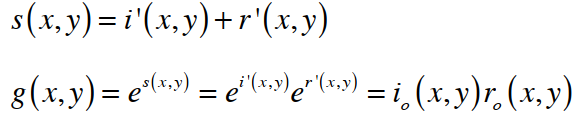 s(x,y) = i'(x,y) + r'(x,y)
g(x,y) = e^{s(x,y)} = e^{i'(x,y)} e^{r'(x,y)} = i_o(x,y) r_o(x,y)